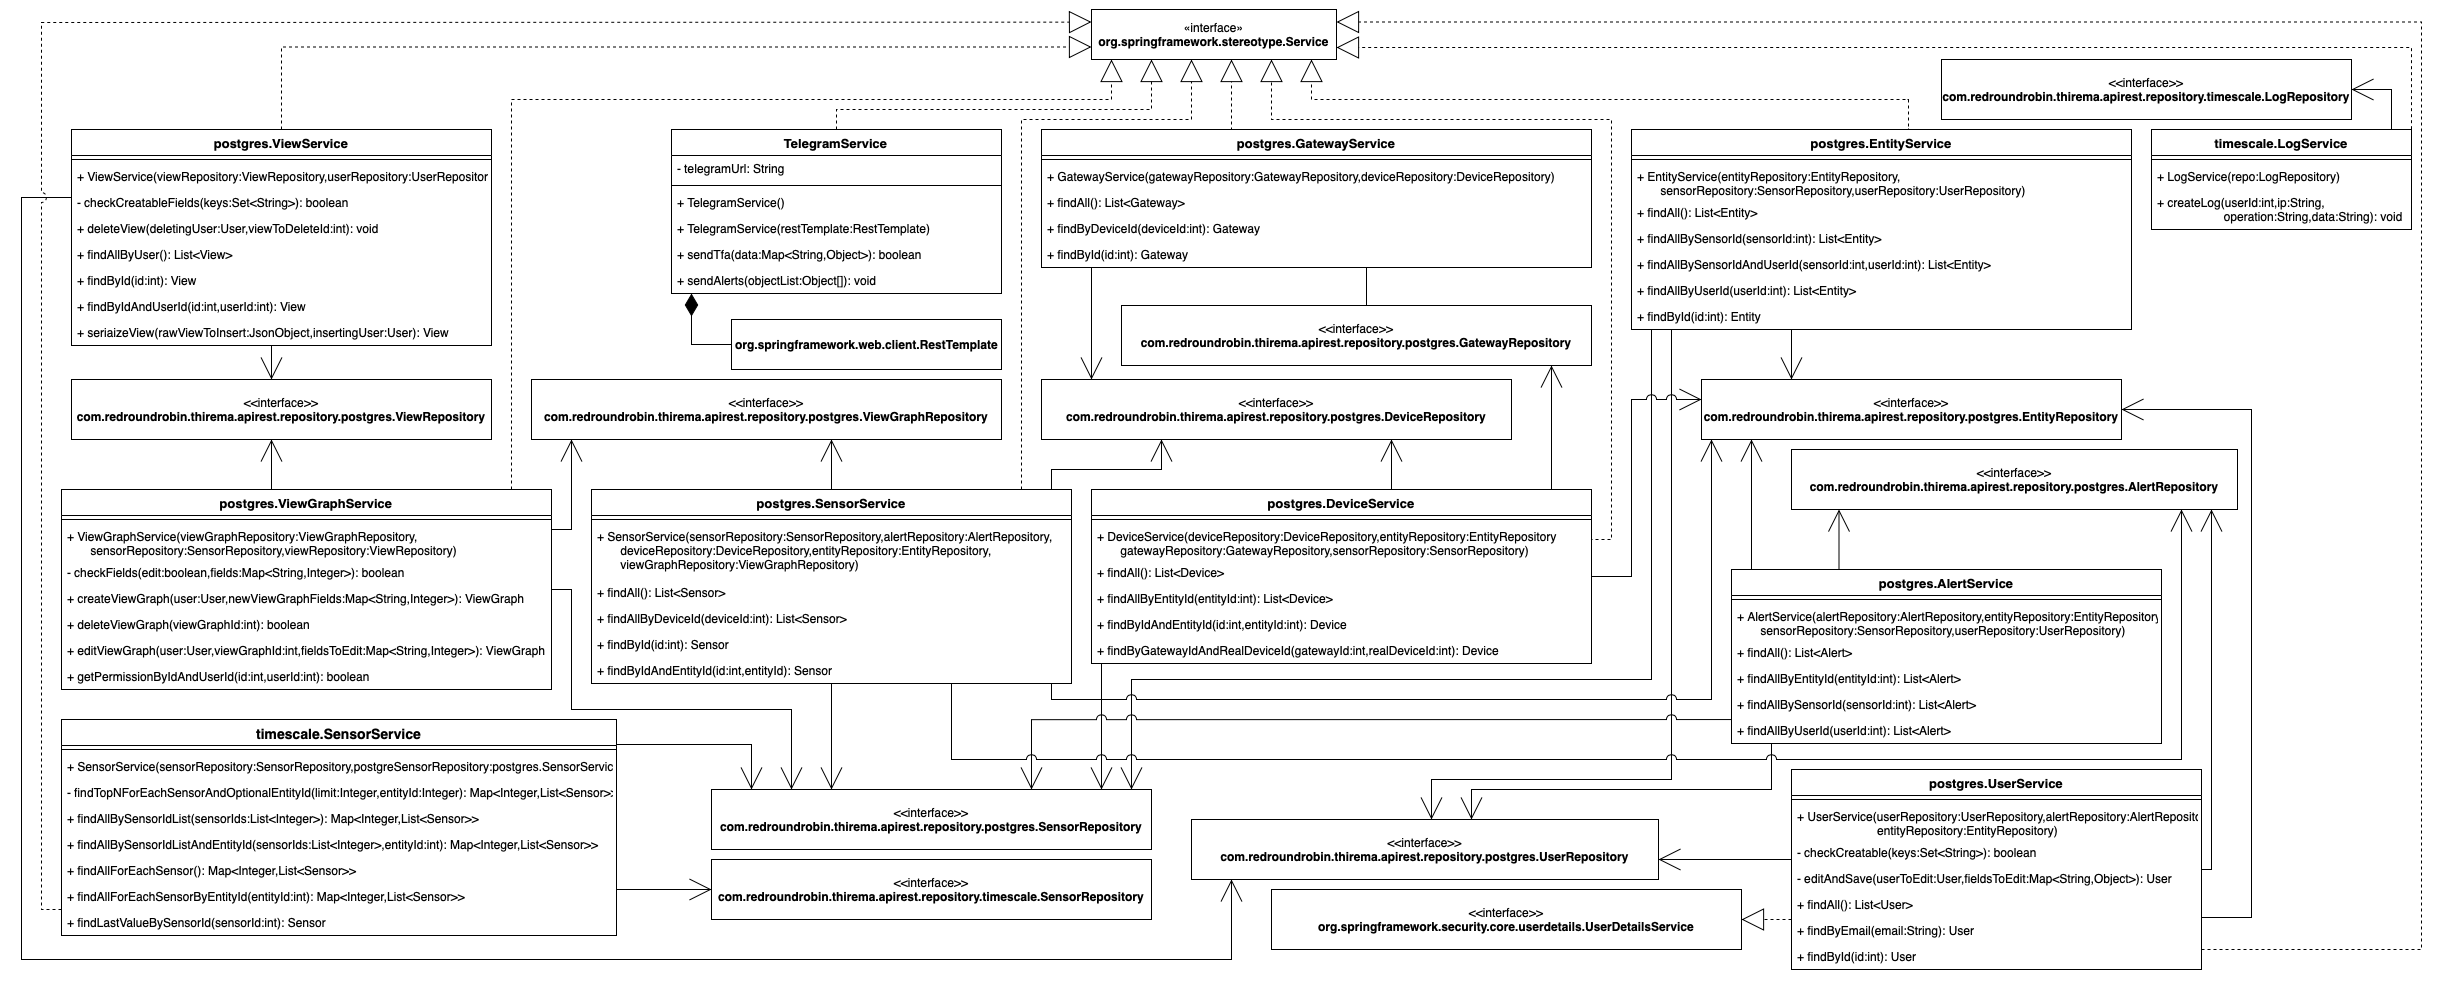 «interface»
org.springframework.stereotype.Service
<<interface>>
com.redroundrobin.thirema.apirest.repository.timescale.LogRepository
postgres.ViewService
+ ViewService(viewRepository:ViewRepository,userRepository:UserRepositor
- checkCreatableFields(keys:Set<String>): boolean
+ deleteView(deletingUser:User,viewToDeleteId:int): void
+ findAllByUser(): List<View>
+ findById(id:int): View
+ findByIdAndUserId(id:int,userId:int): View
+ seriaizeView(rawViewToInsert:JsonObject,insertingUser:User): View
TelegramService
- telegramUrl: String
+ TelegramService()
+ TelegramService(restTemplate:RestTemplate)
+ sendTfa(data:Map<String,Object>): boolean
+ sendAlerts(objectList:Object[]): void
postgres.GatewayService
+ GatewayService(gatewayRepository:GatewayRepository,deviceRepository:DeviceRepository)
+ findAll(): List<Gateway>
+ findByDeviceId(deviceId:int): Gateway
+ findById(id:int): Gateway
postgres.EntityService
+ EntityService(entityRepository:EntityRepository,
sensorRepository:SensorRepository,userRepository:UserRepository)
+ findAll(): List<Entity>
+ findAllBySensorId(sensorId:int): List<Entity>
+ findAllBySensorIdAndUserId(sensorId:int,userId:int): List<Entity>
+ findAllByUserId(userId:int): List<Entity>
+ findById(id:int): Entity
timescale.LogService
+ LogService(repo:LogRepository)
+ createLog(userId:int,ip:String,
operation:String,data:String): void
org.springframework.web.client.RestTemplate
<<interface>>
com.redroundrobin.thirema.apirest.repository.postgres.GatewayRepository
<<interface>>
com.redroundrobin.thirema.apirest.repository.postgres.ViewRepository
<<interface>>
com.redroundrobin.thirema.apirest.repository.postgres.ViewGraphRepository
<<interface>>
com.redroundrobin.thirema.apirest.repository.postgres.DeviceRepository
<<interface>>
com.redroundrobin.thirema.apirest.repository.postgres.EntityRepository
<<interface>>
com.redroundrobin.thirema.apirest.repository.postgres.AlertRepository
postgres.ViewGraphService
+ ViewGraphService(viewGraphRepository:ViewGraphRepository,
sensorRepository:SensorRepository,viewRepository:ViewRepository)
- checkFields(edit:boolean,fields:Map<String,Integer>): boolean
+ createViewGraph(user:User,newViewGraphFields:Map<String,Integer>): ViewGraph
+ deleteViewGraph(viewGraphId:int): boolean
+ editViewGraph(user:User,viewGraphId:int,fieldsToEdit:Map<String,Integer>): ViewGraph
+ getPermissionByIdAndUserId(id:int,userId:int): boolean
postgres.SensorService
+ SensorService(sensorRepository:SensorRepository,alertRepository:AlertRepository,
deviceRepository:DeviceRepository,entityRepository:EntityRepository,
viewGraphRepository:ViewGraphRepository)
+ findAll(): List<Sensor>
+ findAllByDeviceId(deviceId:int): List<Sensor>
+ findById(id:int): Sensor
+ findByIdAndEntityId(id:int,entityId): Sensor
postgres.DeviceService
+ DeviceService(deviceRepository:DeviceRepository,entityRepository:EntityRepository
gatewayRepository:GatewayRepository,sensorRepository:SensorRepository)
+ findAll(): List<Device>
+ findAllByEntityId(entityId:int): List<Device>
+ findByIdAndEntityId(id:int,entityId:int): Device
+ findByGatewayIdAndRealDeviceId(gatewayId:int,realDeviceId:int): Device
postgres.AlertService
+ AlertService(alertRepository:AlertRepository,entityRepository:EntityRepository
sensorRepository:SensorRepository,userRepository:UserRepository)
+ findAll(): List<Alert>
+ findAllByEntityId(entityId:int): List<Alert>
+ findAllBySensorId(sensorId:int): List<Alert>
+ findAllByUserId(userId:int): List<Alert>
timescale.SensorService
+ SensorService(sensorRepository:SensorRepository,postgreSensorRepository:postgres.SensorServic
- findTopNForEachSensorAndOptionalEntityId(limit:Integer,entityId:Integer): Map<Integer,List<Sensor>:
+ findAllBySensorIdList(sensorIds:List<Integer>): Map<Integer,List<Sensor>>
+ findAllBySensorIdListAndEntityId(sensorIds:List<Integer>,entityId:int): Map<Integer,List<Sensor>>
+ findAllForEachSensor(): Map<Integer,List<Sensor>>
+ findAllForEachSensorByEntityId(entityId:int): Map<Integer,List<Sensor>>
+ findLastValueBySensorId(sensorId:int): Sensor
<<interface>>
com.redroundrobin.thirema.apirest.repository.postgres.SensorRepository
<<interface>>
com.redroundrobin.thirema.apirest.repository.timescale.SensorRepository
<<interface>>
com.redroundrobin.thirema.apirest.repository.postgres.UserRepository
<<interface>>
org.springframework.security.core.userdetails.UserDetailsService
postgres.UserService
+ UserService(userRepository:UserRepository,alertRepository:AlertReposito
entityRepository:EntityRepository)
- checkCreatable(keys:Set<String>): boolean
- editAndSave(userToEdit:User,fieldsToEdit:Map<String,Object>): User
+ findAll(): List<User>
+ findByEmail(email:String): User
+ findById(id:int): User